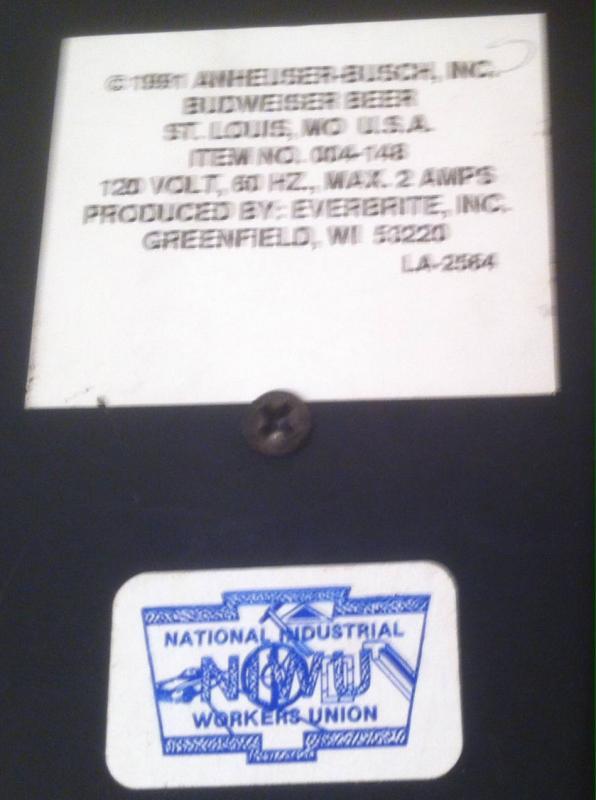 © 1991 ANHEUSER-BUSCH, INC.
BUDWEISER BEER
ST. LOUIS, MO U.S.A.
ITEM NO. 004-148
120 VOLT, 60 HZ., MAX. 2 AMPS
PRODUCED BY: EVERBRITE, INC.
GREENFIELD, WI 53220
LA-2564
NATIONAL INDUSTRIAL
NIWU
WORKERS UNION